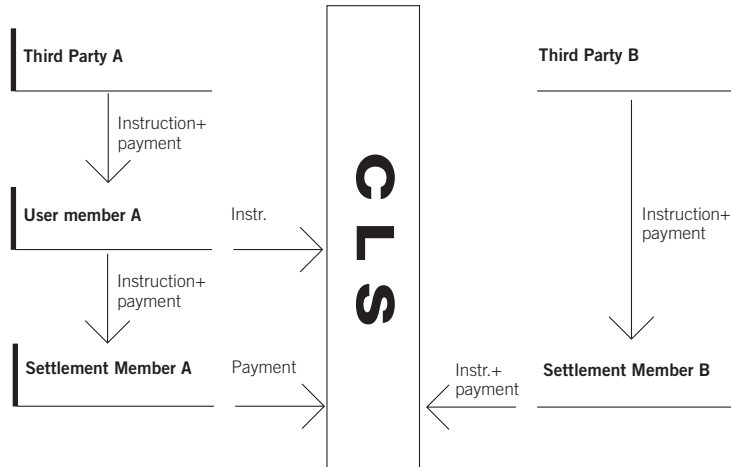 Third Party A
Instruction+
payment
User member A
Instr.
Instruction+
payment
Settlement Member A
Payment
CLS
Third Party B
Instruction+
payment
Instr.+
payment
Settlement Member B